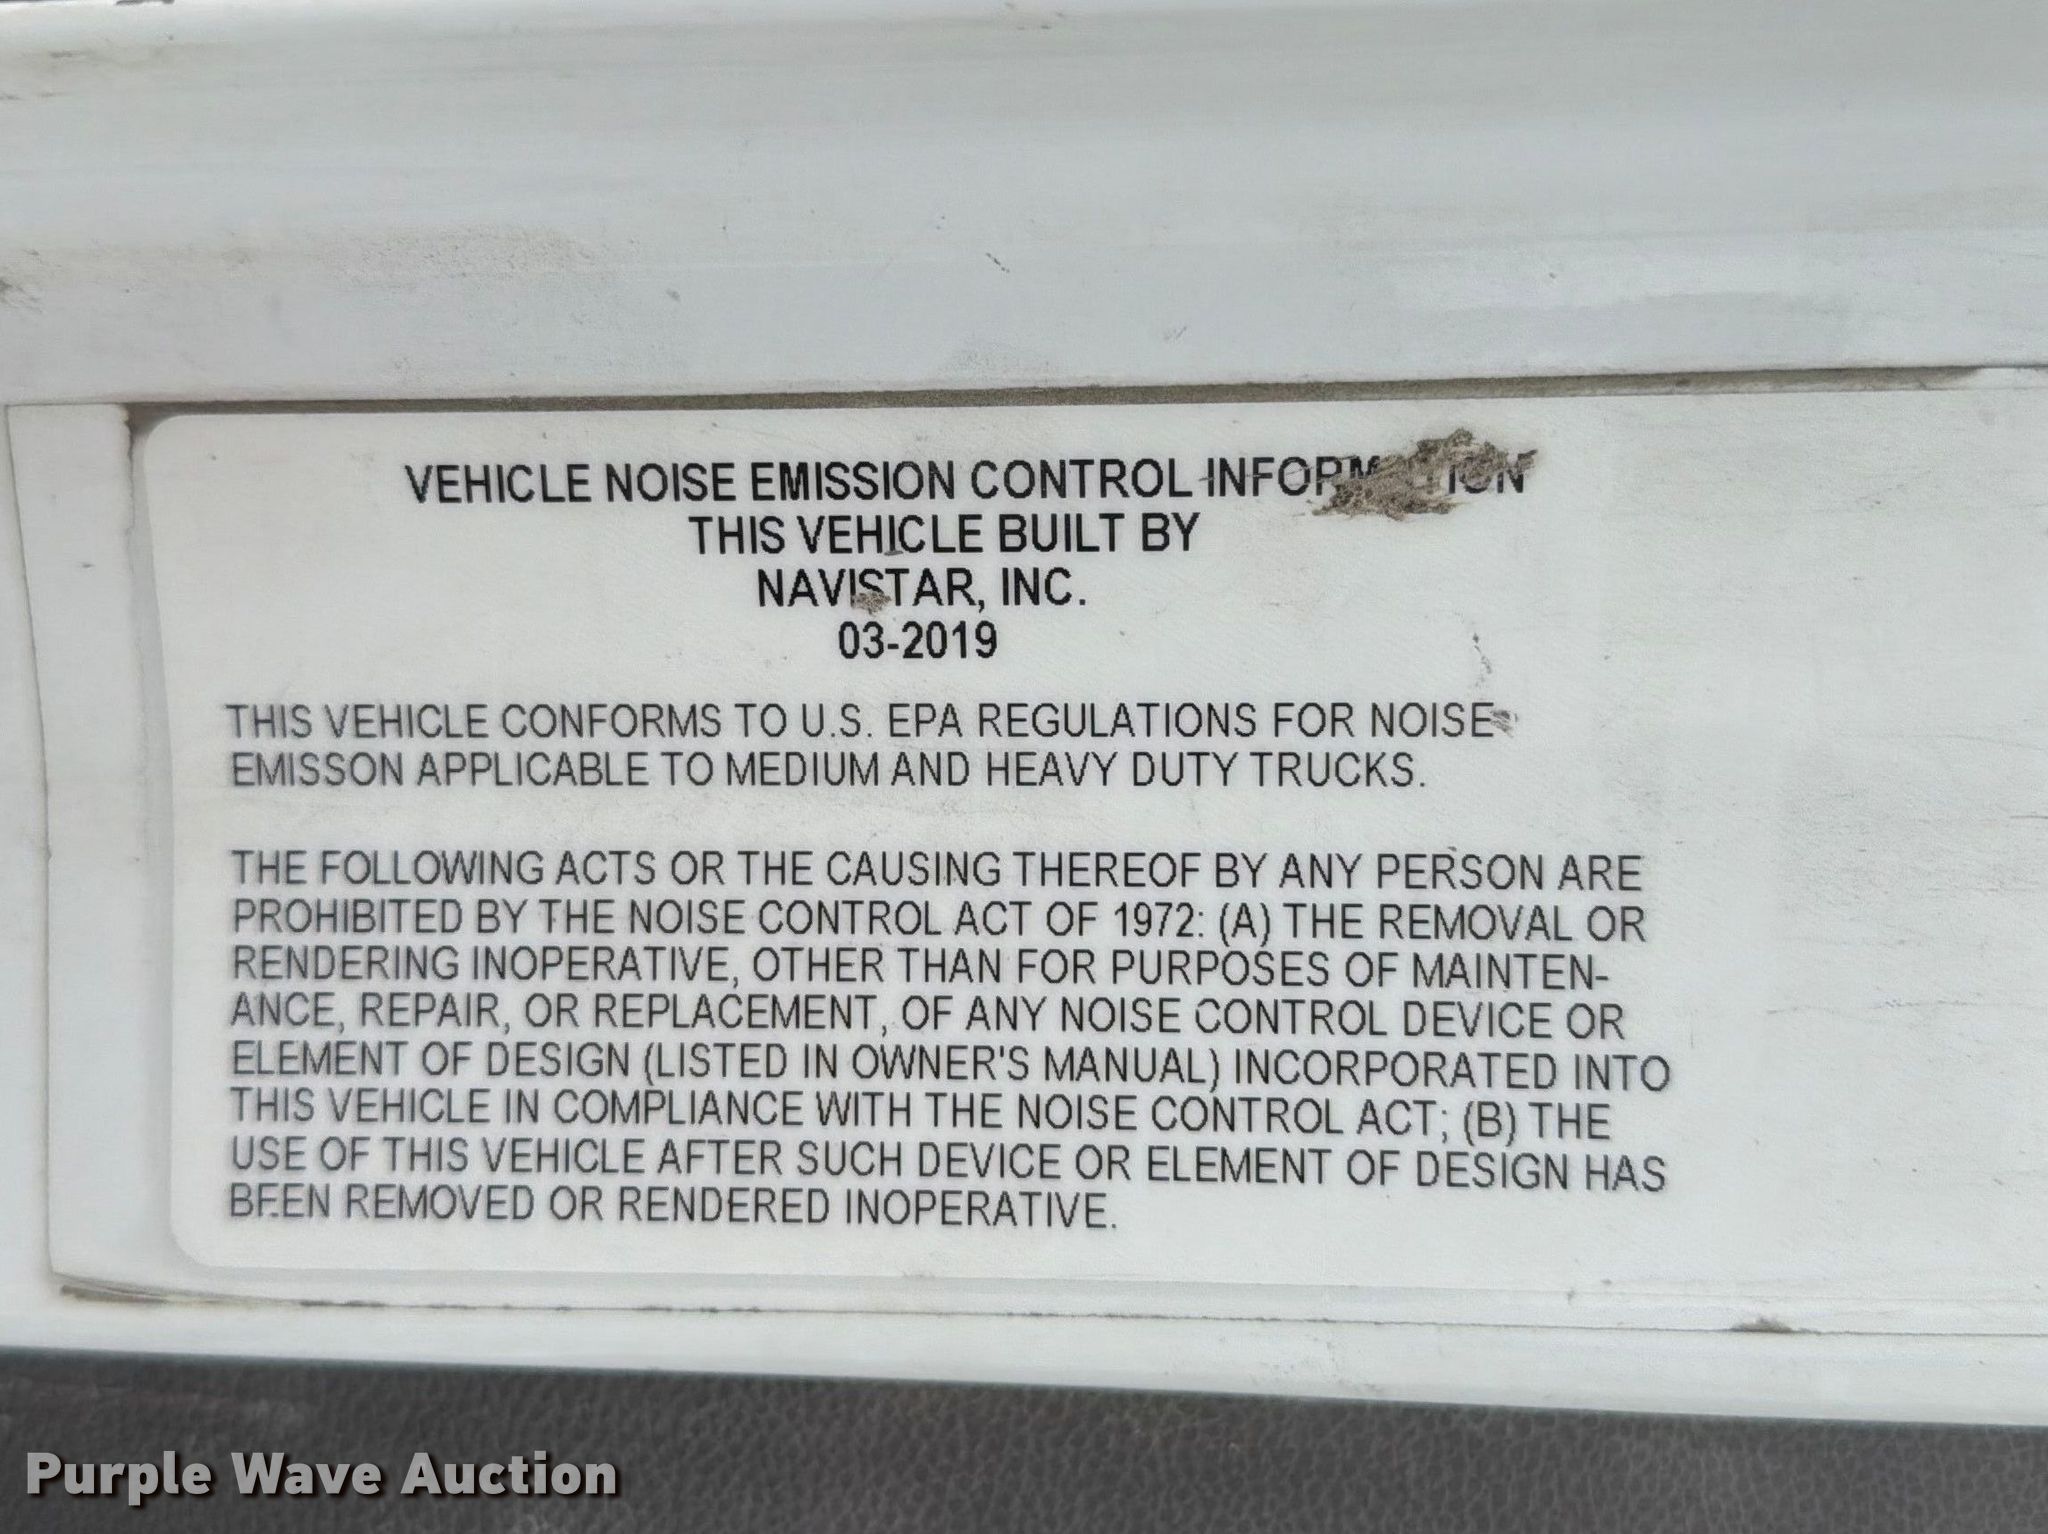 VEHICLE NOISE EMISSION CONTROL INFORMATION
THIS VEHICLE BUILT BY
NAVISTAR, INC.
03-2019
THIS VEHICLE CONFORMS TO U.S. EPA REGULATIONS FOR NOISE
EMISSON APPLICABLE TO MEDIUM AND HEAVY DUTY TRUCKS.
THE FOLLOWING ACTS OR THE CAUSING THEREOF BY ANY PERSON ARE
PROHIBITED BY THE NOISE CONTROL ACT OF 1972: (A) THE REMOVAL OR
RENDERING INOPERATIVE, OTHER THAN FOR PURPOSES OF MAINTEN-
ANCE, REPAIR, OR REPLACEMENT, OF ANY NOISE CONTROL DEVICE OR
ELEMENT OF DESIGN (LISTED IN OWNER'S MANUAL) INCORPORATED INTO
THIS VEHICLE IN COMPLIANCE WITH THE NOISE CONTROL ACT; (B) THE
USE OF THIS VEHICLE AFTER SUCH DEVICE OR ELEMENT OF DESIGN HAS
BEEN REMOVED OR RENDERED INOPERATIVE.
Purple Wave Auction